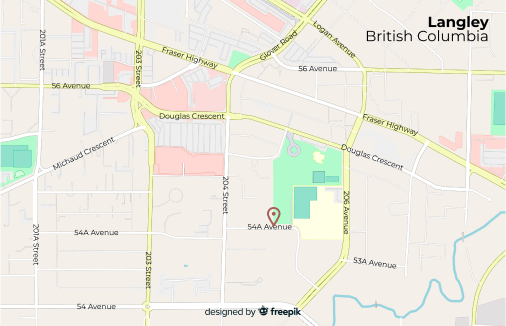 Langley
British Columbia
201A Street
203 Street
Fraser Highway
Glover Road
Logan Avenue
56 Avenue
56 Avenue
Douglas Crescent
Fraser Highway
Michaud Crescent
Douglas Crescent
204 Street
206 Avenue
201A Street
54A Avenue
54A Avenue
203 Street
53A Avenue
54 Avenue
designed by freepik